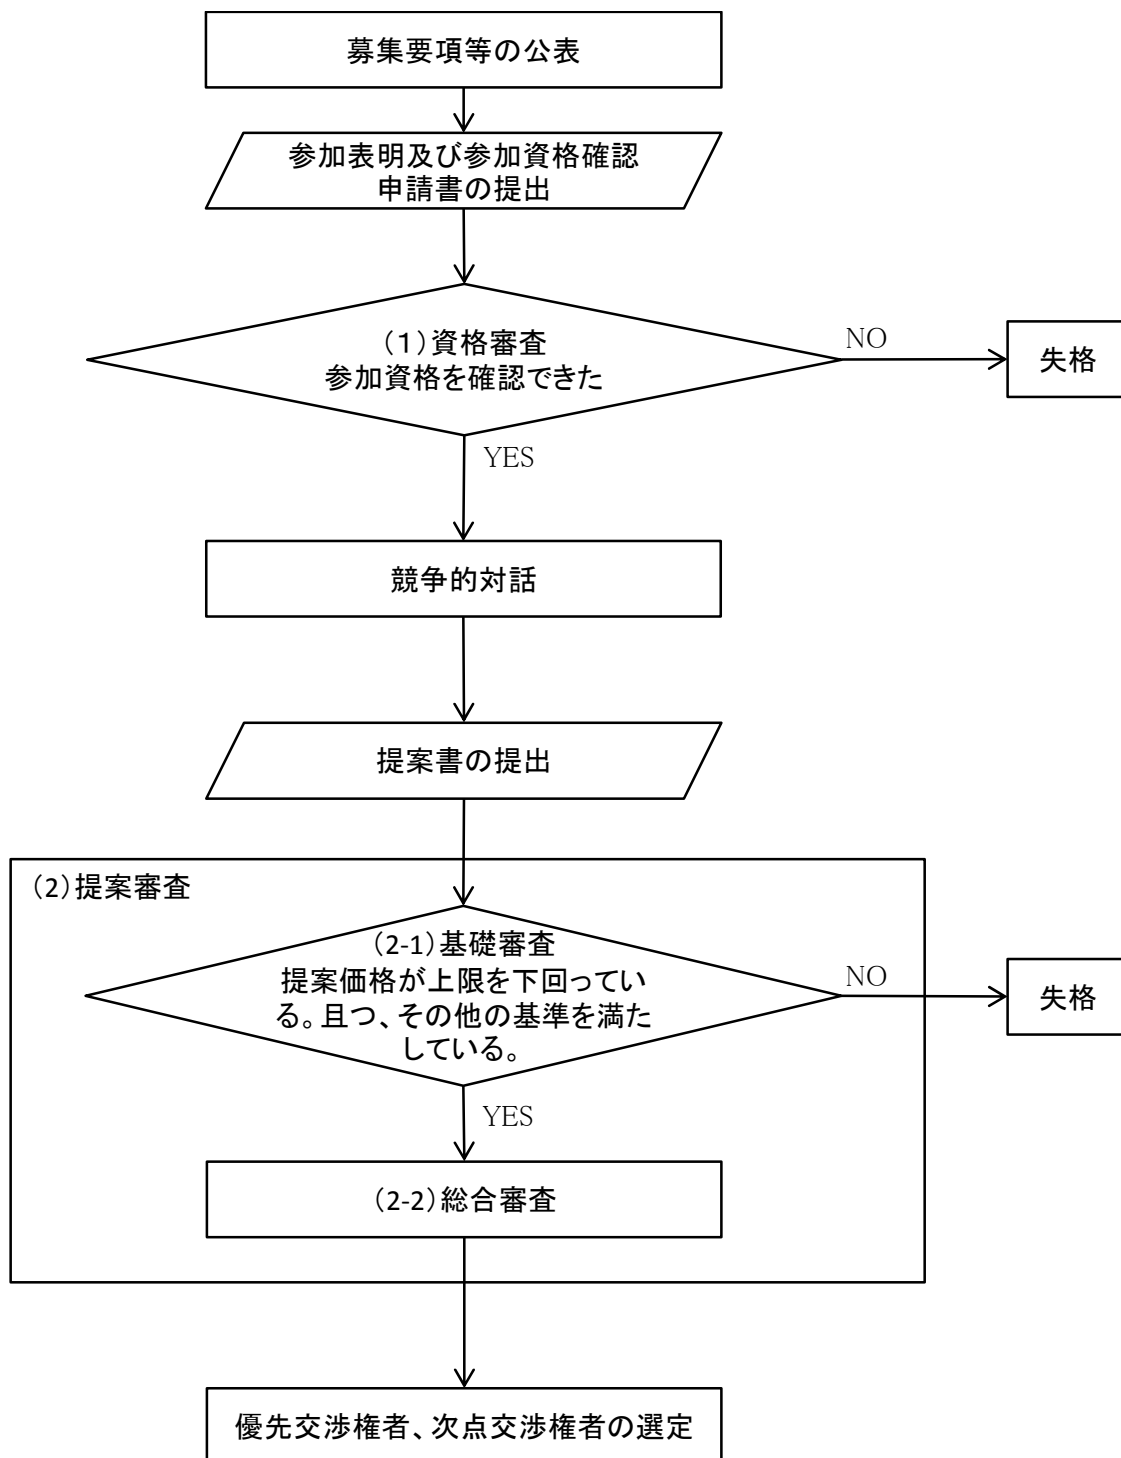 募集要項等の公表
参加表明及び参加資格確認
申請書の提出
（１）資格審査
参加資格を確認できた
NO
失格
YES
競争的対話
提案書の提出
（2）提案審査
（2-1）基礎審査
提案価格が上限を下回ってい
る。且つ、その他の基準を満た
している。
NO
失格
YES
（2-2）総合審査
優先交渉権者、次点交渉権者の選定